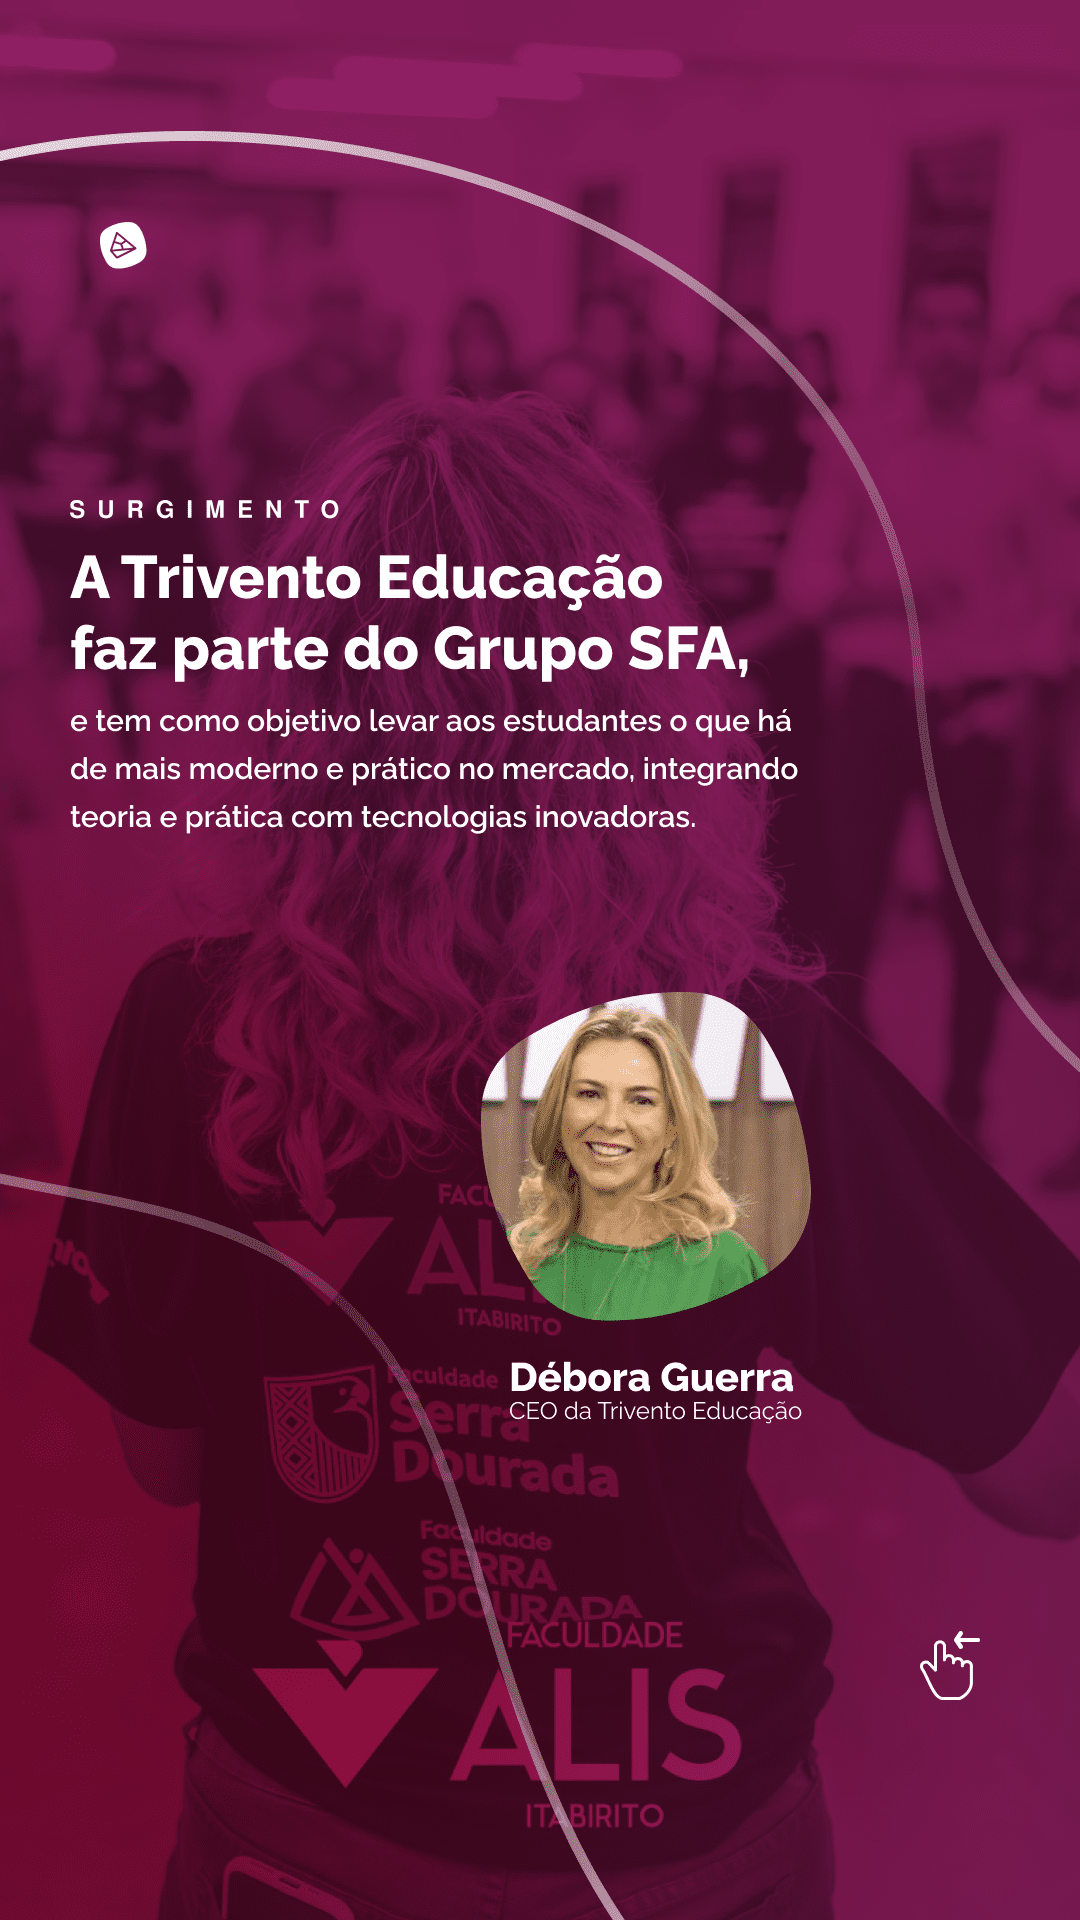 SURGIMENTO
A Trivento Educação
faz parte do Grupo SFA,
e tem como objetivo levar aos estudantes o que há
de mais moderno e prático no mercado, integrando
teoria e prática com tecnologias inovadoras.
ALIS
ITABIRITO
Débora Guerra
CEO da Trivento Educação
Faculdade
Serra
Dourada
Faculdade
SERRA
DOURADA
FACULDADE
ALIS
ITABIRITO